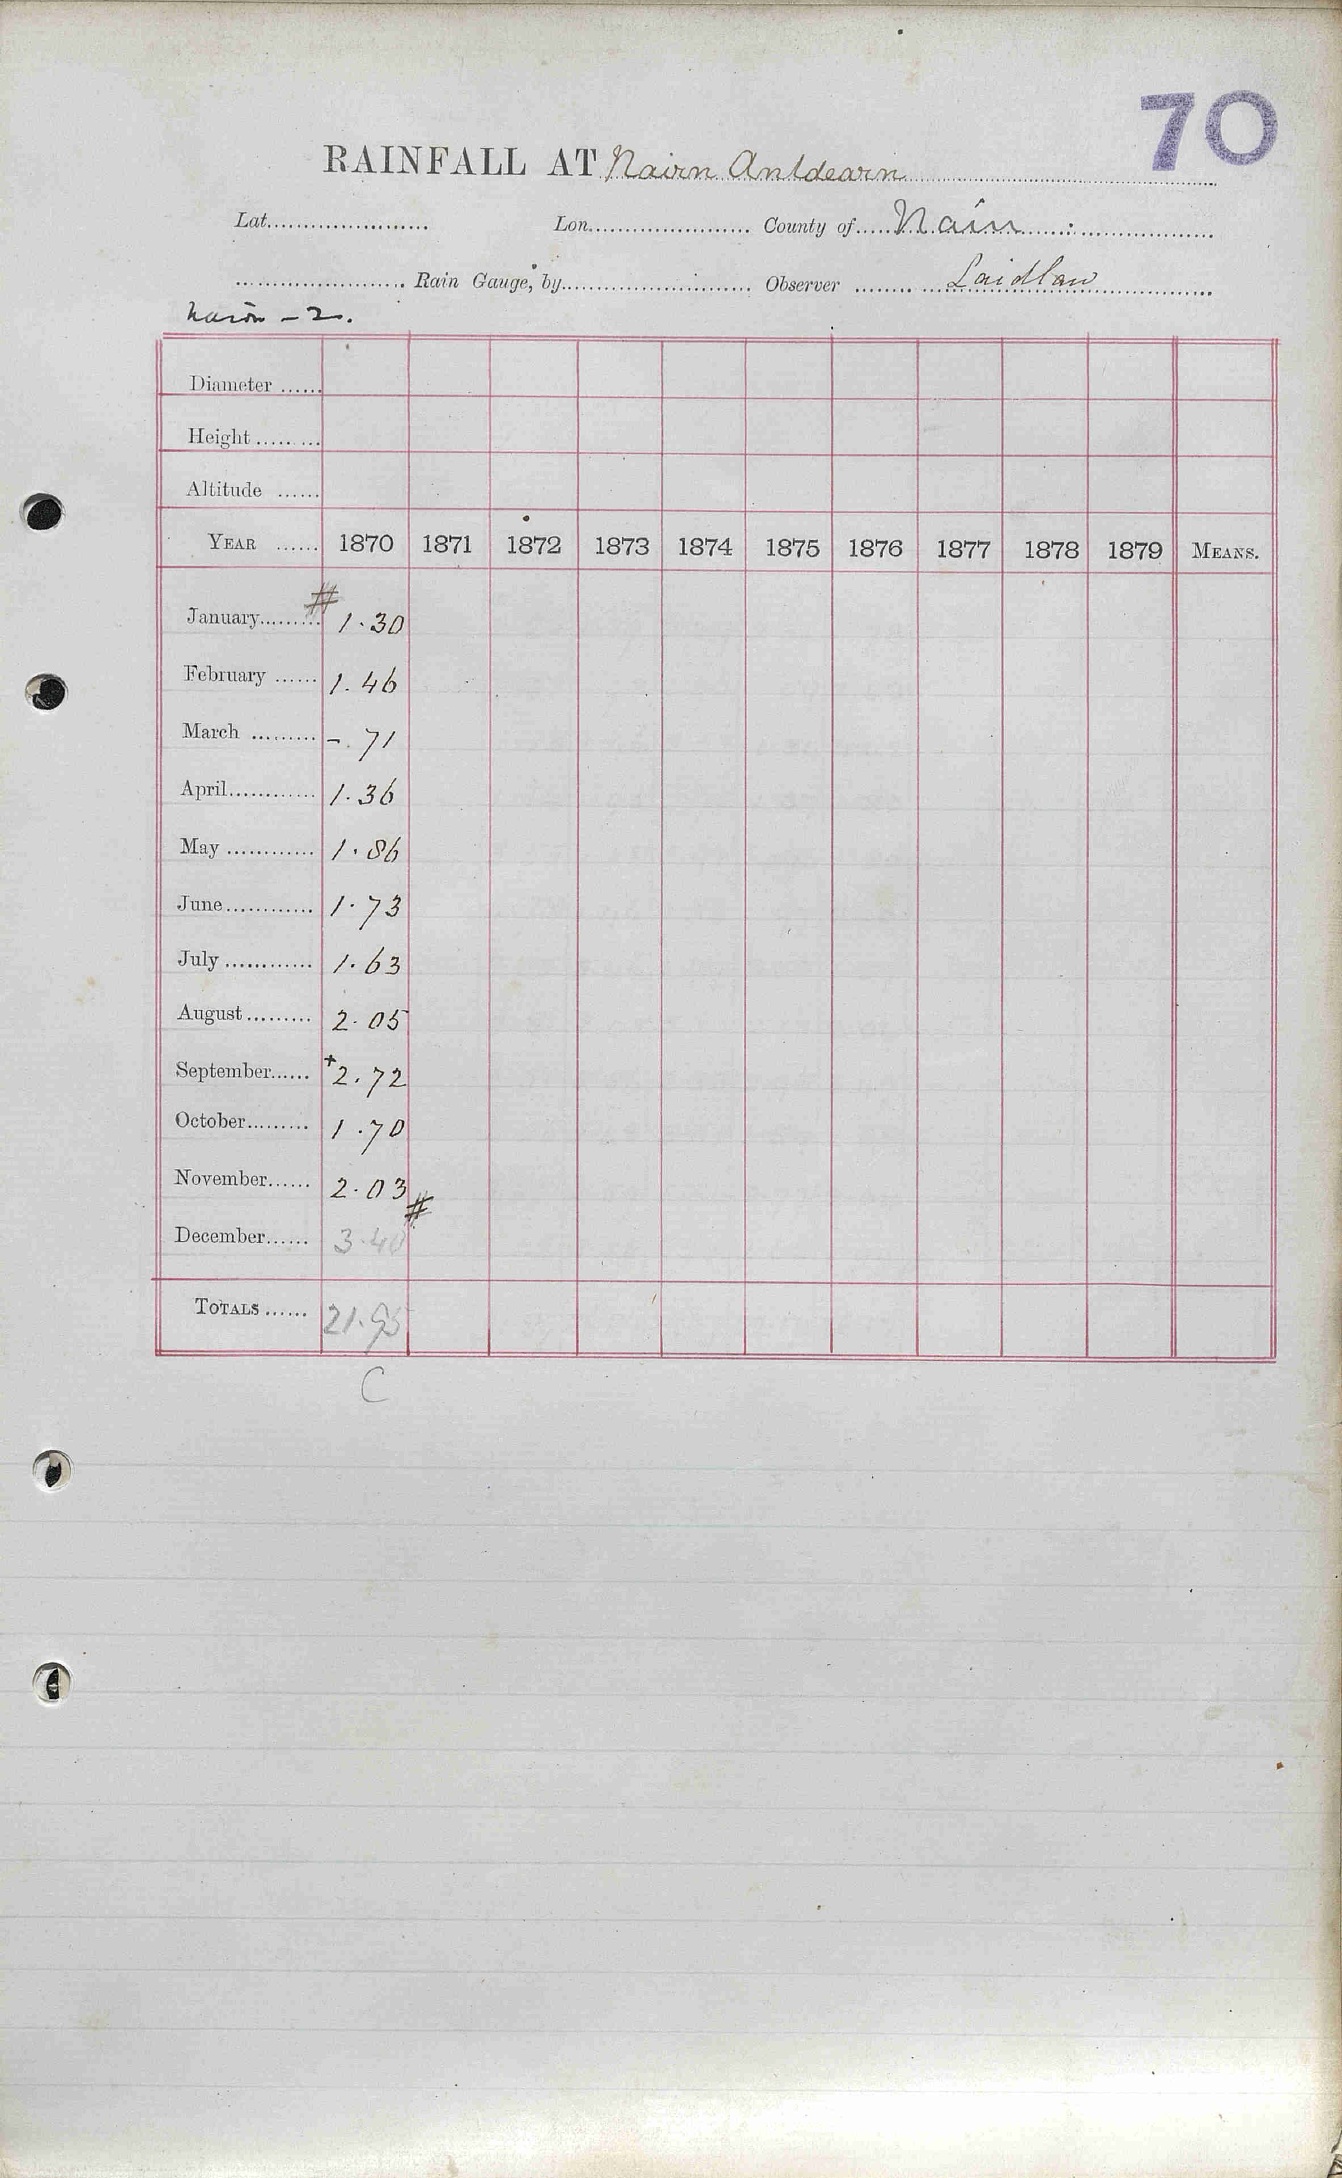 70
RAINFALL AT Nairn Auldearn
Lat. Lon. County of Nairn
Rain Gauge, by Observer Laidlaw
Nairn - 2.
Diameter
Height
Altitude
YEAR 1870 1871 1872 1873 1874 1875 1876 1877 1878 1879 MEANS.
January # 1.30
February 1.46
March -.71
April 1.36
May 1.86
June 1.73
July 1.63
August 2.05
September +2.72
October 1.70
November 2.03 #
December 3.40
TOTALS 21.95
C